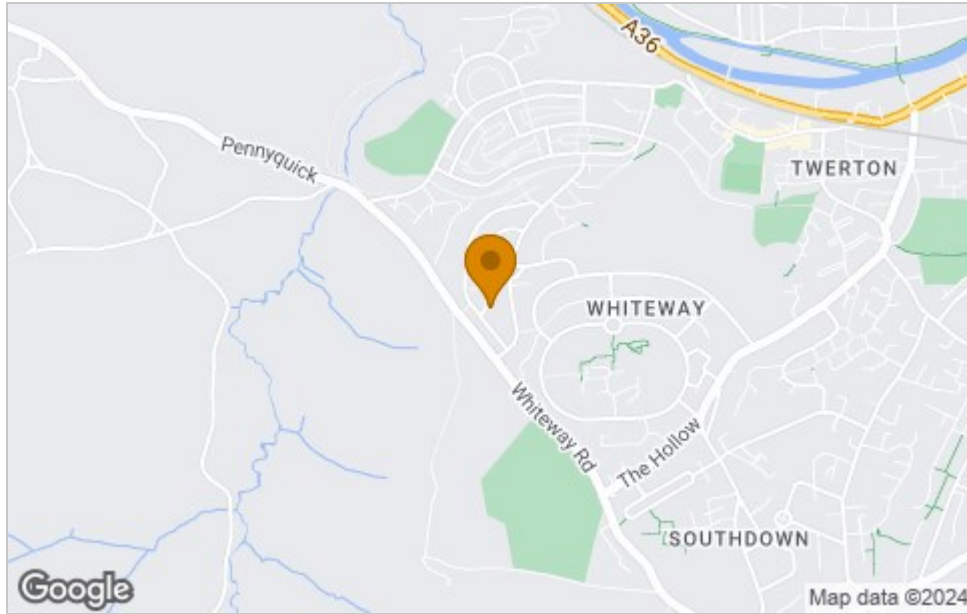 A36
Pennyquick
TWERTON
WHITEWAY
Whiteway Rd
The Hollow
SOUTHDOWN
Google
Map data ©2024